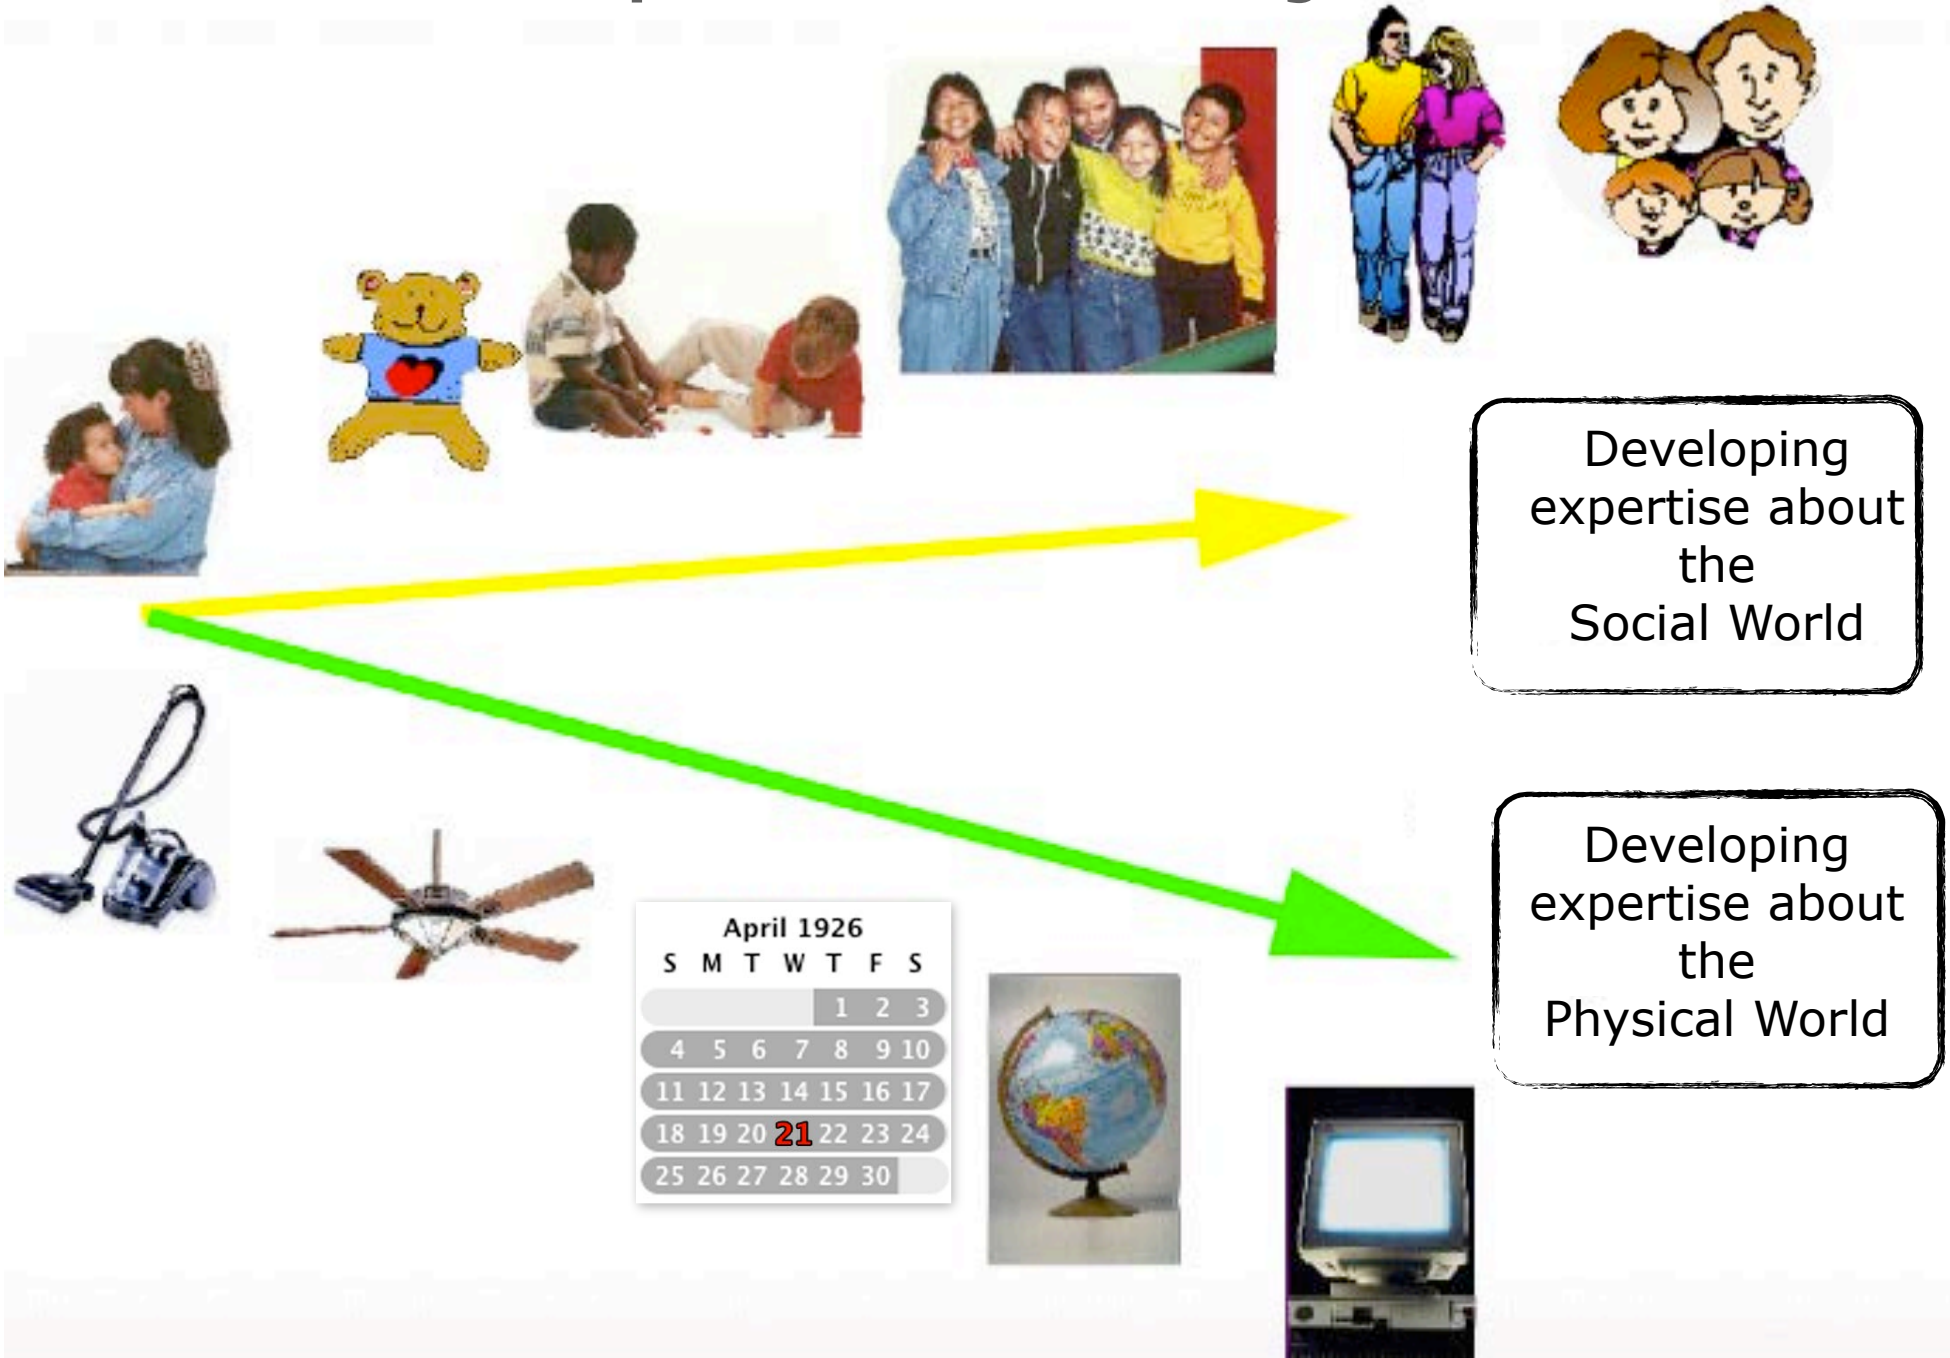 Developing
expertise about
the
Social World
Developing
expertise about
the
Physical World
April 1926
S M T W T F S
1 2 3
4 5 6 7 8 9 10
11 12 13 14 15 16 17
18 19 20 21 22 23 24
25 26 27 28 29 30